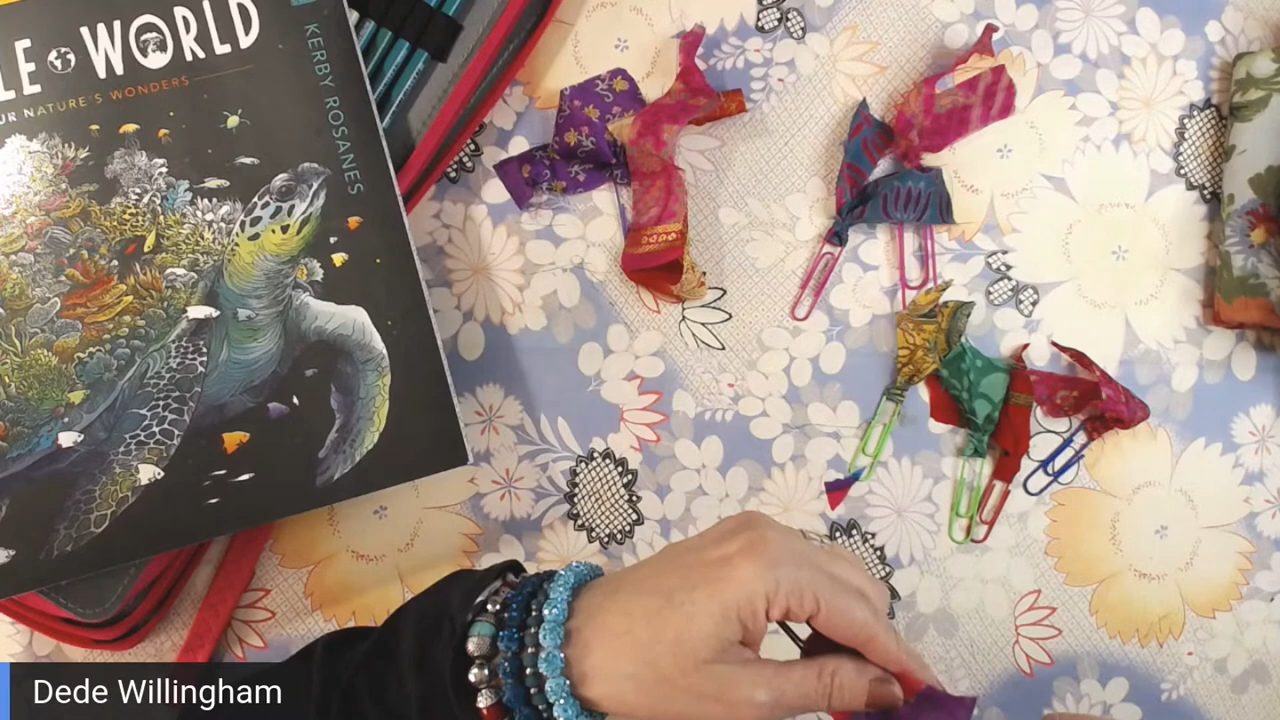 LE WORLD
UR NATURE'S WONDERS
KERBY ROSANES
Dede Willingham